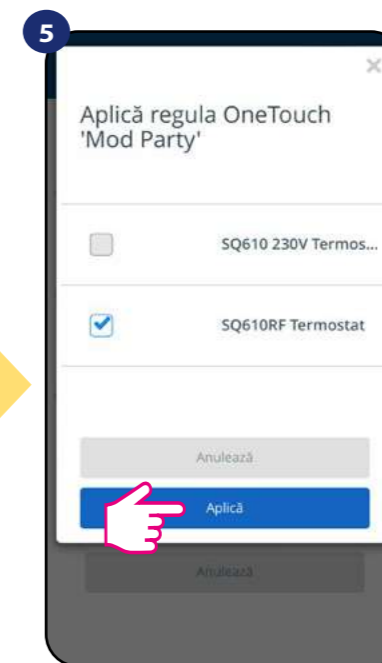 5
×
Aplică regula OneTouch
'Mod Party'
SQ610 230V Termos...
SQ610RF Termostat
Anulează
Aplică
Anulează